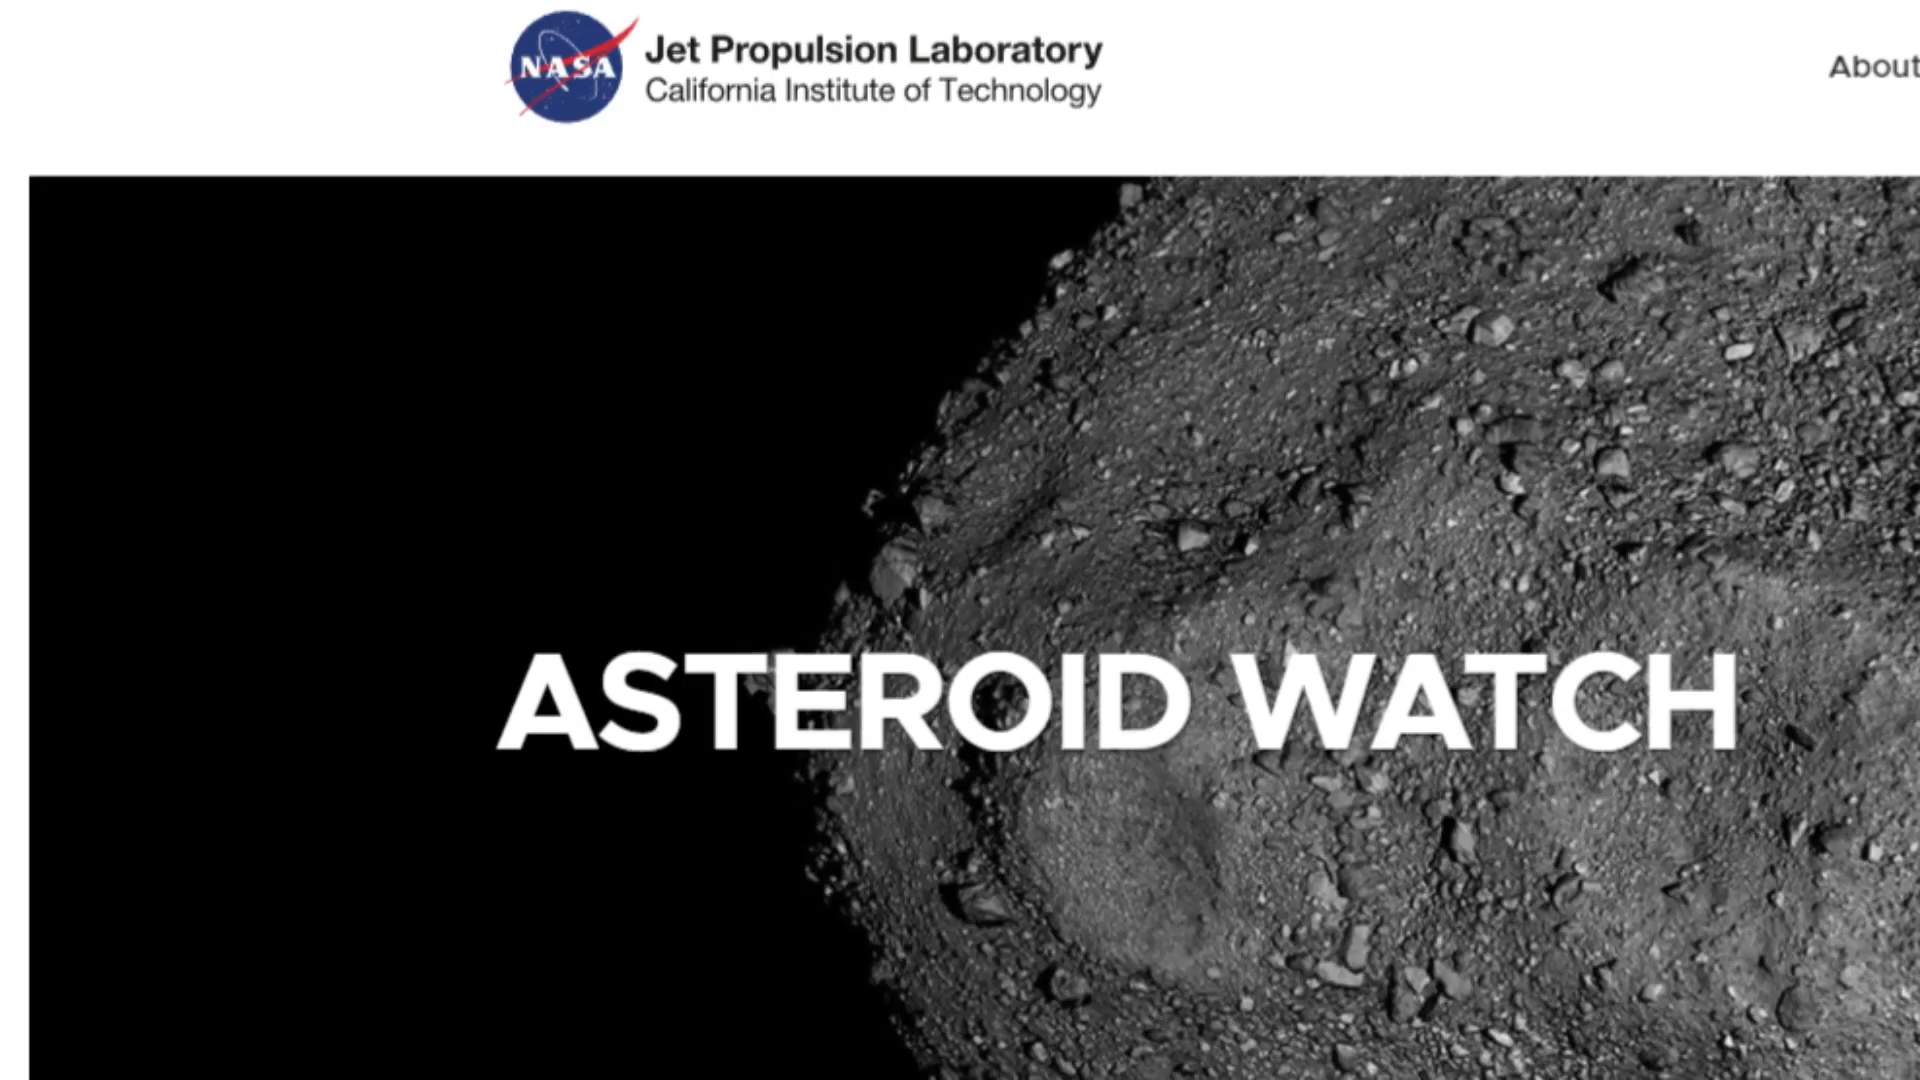 NASA
Jet Propulsion Laboratory
California Institute of Technology
About
ASTEROID WATCH